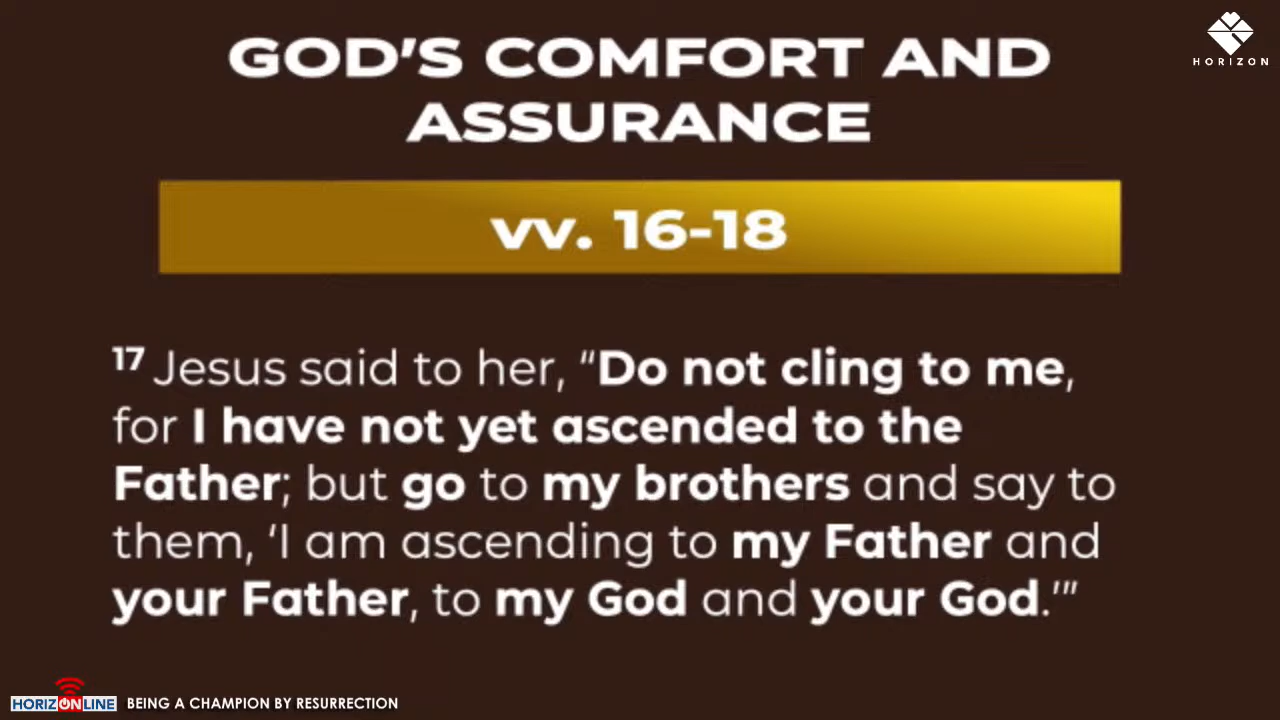 HORIZON
GOD'S COMFORT AND
ASSURANCE
vv. 16-18
17 Jesus said to her, “Do not cling to me,
for I have not yet ascended to the
Father; but go to my brothers and say to
them, ‘I am ascending to my Father and
your Father, to my God and your God.’”
HORIZONLINE BEING A CHAMPION BY RESURRECTION